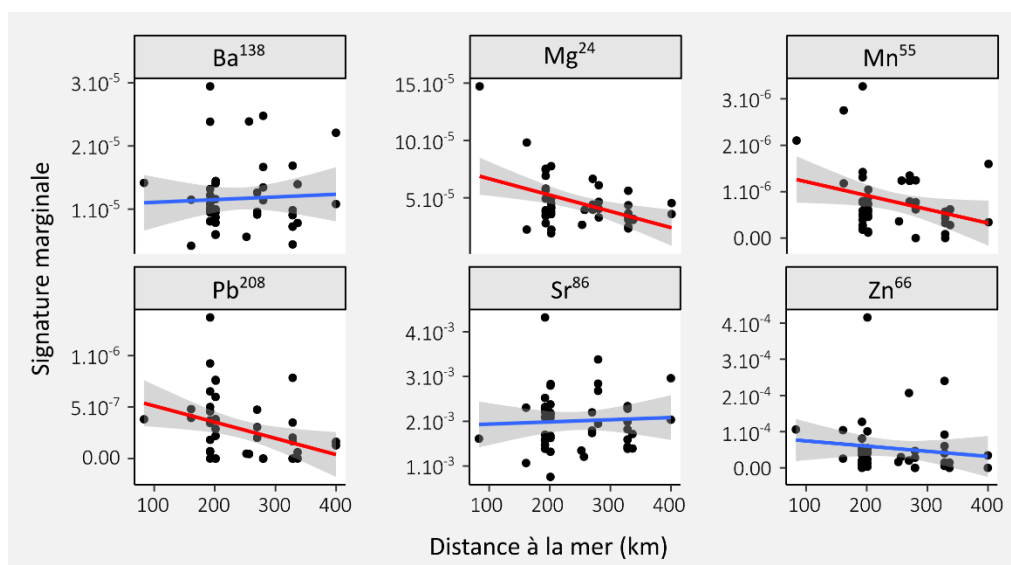 Ba¹³⁸ Mg²⁴ Mn⁵⁵
3.10⁻⁵ 15.10⁻⁵ 3.10⁻⁶
2.10⁻⁵ 10.10⁻⁵ 2.10⁻⁶
1.10⁻⁵ 5.10⁻⁵ 1.10⁻⁶
0.00
Signature marginale
Pb²⁰⁸ Sr⁸⁶ Zn⁶⁶
1.10⁻⁶ 4.10⁻³ 4.10⁻⁴
5.10⁻⁷ 3.10⁻³ 3.10⁻⁴
0.00 2.10⁻³ 2.10⁻⁴
1.10⁻³ 1.10⁻⁴
0.00
100 200 300 400 100 200 300 400 100 200 300 400
Distance à la mer (km)